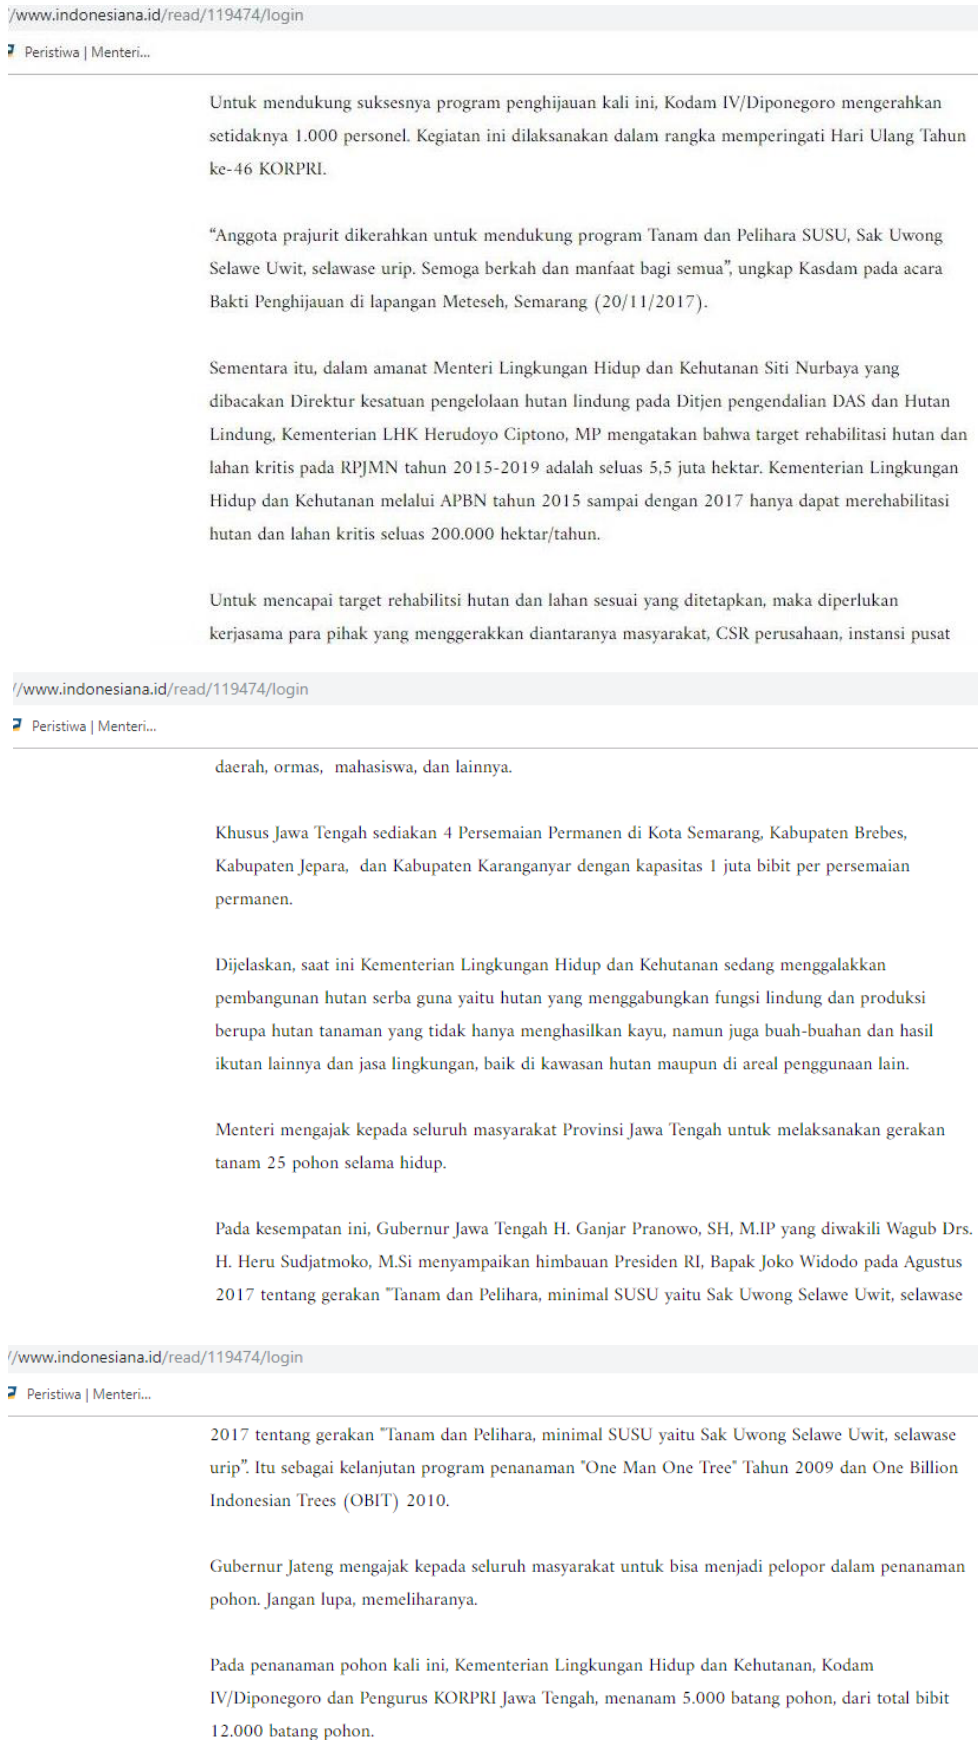 //www.indonesiana.id/read/119474/login
Peristiwa | Menteri...
Untuk mendukung suksesnya program penghijauan kali ini, Kodam IV/Diponegoro mengerahkan
setidaknya 1.000 personel. Kegiatan ini dilaksanakan dalam rangka memperingati Hari Ulang Tahun
ke-46 KORPRI.
“Anggota prajurit dikerahkan untuk mendukung program Tanam dan Pelihara SUSU, Sak Uwong
Selawe Uwit, selawase urip. Semoga berkah dan manfaat bagi semua”, ungkap Kasdam pada acara
Bakti Penghijauan di lapangan Meteseh, Semarang (20/11/2017).
Sementara itu, dalam amanat Menteri Lingkungan Hidup dan Kehutanan Siti Nurbaya yang
dibacakan Direktur kesatuan pengelolaan hutan lindung pada Ditjen pengendalian DAS dan Hutan
Lindung, Kementerian LHK Herudoyo Ciptono, MP mengatakan bahwa target rehabilitasi hutan dan
lahan kritis pada RPJMN tahun 2015-2019 adalah seluas 5,5 juta hektar. Kementerian Lingkungan
Hidup dan Kehutanan melalui APBN tahun 2015 sampai dengan 2017 hanya dapat merehabilitasi
hutan dan lahan kritis seluas 200.000 hektar/tahun.
Untuk mencapai target rehabilitsi hutan dan lahan sesuai yang ditetapkan, maka diperlukan
kerjasama para pihak yang menggerakkan diantaranya masyarakat, CSR perusahaan, instansi pusat
//www.indonesiana.id/read/119474/login
Peristiwa | Menteri...
daerah, ormas, mahasiswa, dan lainnya.
Khusus Jawa Tengah sediakan 4 Persemaian Permanen di Kota Semarang, Kabupaten Brebes,
Kabupaten Jepara, dan Kabupaten Karanganyar dengan kapasitas 1 juta bibit per persemaian
permanen.
Dijelaskan, saat ini Kementerian Lingkungan Hidup dan Kehutanan sedang menggalakkan
pembangunan hutan serba guna yaitu hutan yang menggabungkan fungsi lindung dan produksi
berupa hutan tanaman yang tidak hanya menghasilkan kayu, namun juga buah-buahan dan hasil
ikutan lainnya dan jasa lingkungan, baik di kawasan hutan maupun di areal penggunaan lain.
Menteri mengajak kepada seluruh masyarakat Provinsi Jawa Tengah untuk melaksanakan gerakan
tanam 25 pohon selama hidup.
Pada kesempatan ini, Gubernur Jawa Tengah H. Ganjar Pranowo, SH, M.IP yang diwakili Wagub Drs.
H. Heru Sudjatmoko, M.Si menyampaikan himbauan Presiden RI, Bapak Joko Widodo pada Agustus
2017 tentang gerakan "Tanam dan Pelihara, minimal SUSU yaitu Sak Uwong Selawe Uwit, selawase
//www.indonesiana.id/read/119474/login
Peristiwa | Menteri...
2017 tentang gerakan "Tanam dan Pelihara, minimal SUSU yaitu Sak Uwong Selawe Uwit, selawase
urip”. Itu sebagai kelanjutan program penanaman "One Man One Tree" Tahun 2009 dan One Billion
Indonesian Trees (OBIT) 2010.
Gubernur Jateng mengajak kepada seluruh masyarakat untuk bisa menjadi pelopor dalam penanaman
pohon. Jangan lupa, memeliharanya.
Pada penanaman pohon kali ini, Kementerian Lingkungan Hidup dan Kehutanan, Kodam
IV/Diponegoro dan Pengurus KORPRI Jawa Tengah, menanam 5.000 batang pohon, dari total bibit
12.000 batang pohon.